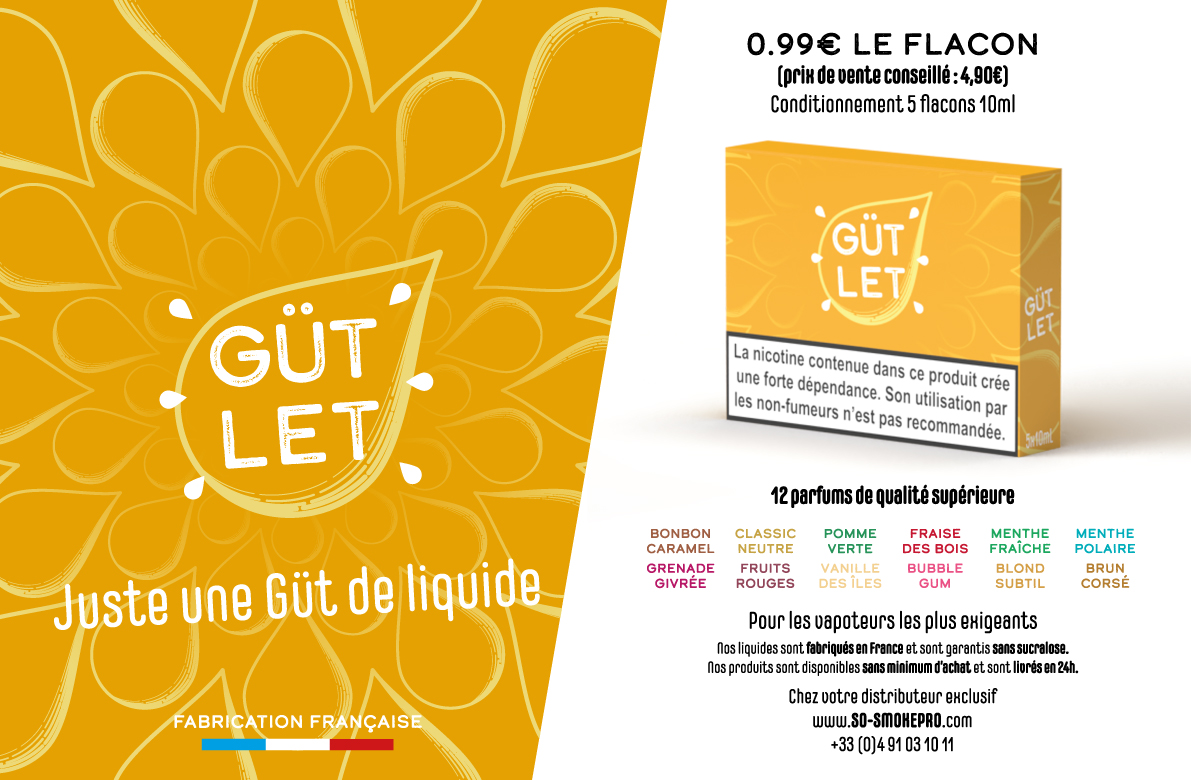 GÜT
LET
Juste une Güt de liquide
FABRICATION FRANÇAISE
0.99€ LE FLACON
(prix de vente conseillé : 4,90€)
Conditionnement 5 flacons 10ml
GÜT
LET
GÜT
LET
La nicotine contenue dans ce produit crée
une forte dépendance. Son utilisation par
les non-fumeurs n'est pas recommandée.
5x10mL
12 parfums de qualité supérieure
BONBON
CARAMEL
CLASSIC
NEUTRE
POMME
VERTE
FRAISE
DES BOIS
MENTHE
FRAÎCHE
MENTHE
POLAIRE
GRENADE
GIVRÉE
FRUITS
ROUGES
VANILLE
DES ÎLES
BUBBLE
GUM
BLOND
SUBTIL
BRUN
CORSÉ
Pour les vapoteurs les plus exigeants
Nos liquides sont fabriqués en France et sont garantis sans sucralose.
Nos produits sont disponibles sans minimum d'achat et sont livrés en 24h.
Chez votre distributeur exclusif
www.SO-SMOKEPRO.com
+33 (0)4 91 03 10 11